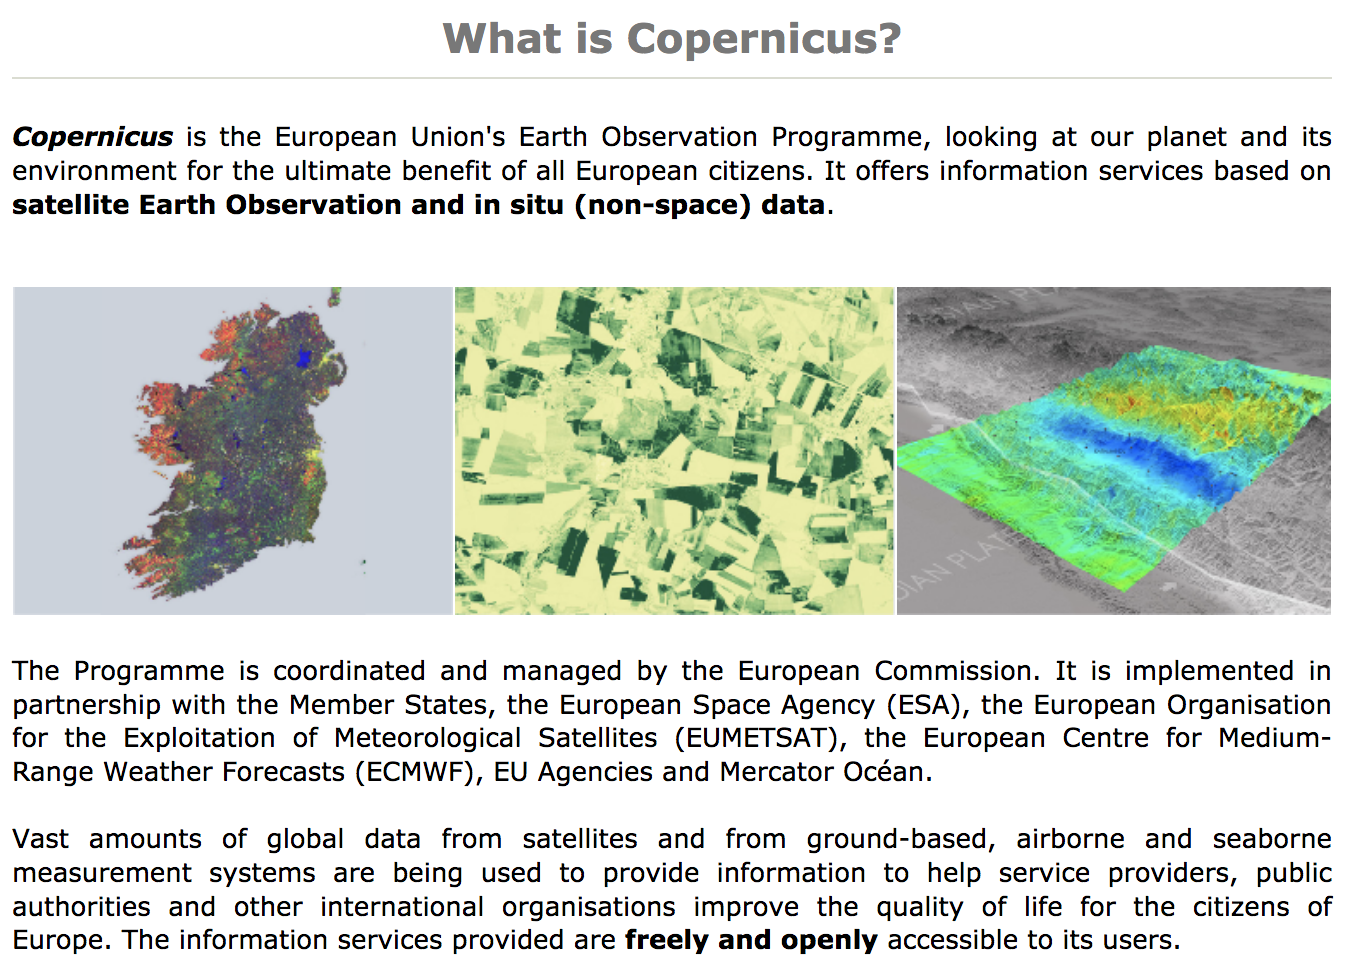 What is Copernicus?
Copernicus is the European Union's Earth Observation Programme, looking at our planet and its
environment for the ultimate benefit of all European citizens. It offers information services based on
satellite Earth Observation and in situ (non-space) data.
DIAN PLAT
The Programme is coordinated and managed by the European Commission. It is implemented in
partnership with the Member States, the European Space Agency (ESA), the European Organisation
for the Exploitation of Meteorological Satellites (EUMETSAT), the European Centre for Medium-
Range Weather Forecasts (ECMWF), EU Agencies and Mercator Océan.
Vast amounts of global data from satellites and from ground-based, airborne and seaborne
measurement systems are being used to provide information to help service providers, public
authorities and other international organisations improve the quality of life for the citizens of
Europe. The information services provided are freely and openly accessible to its users.